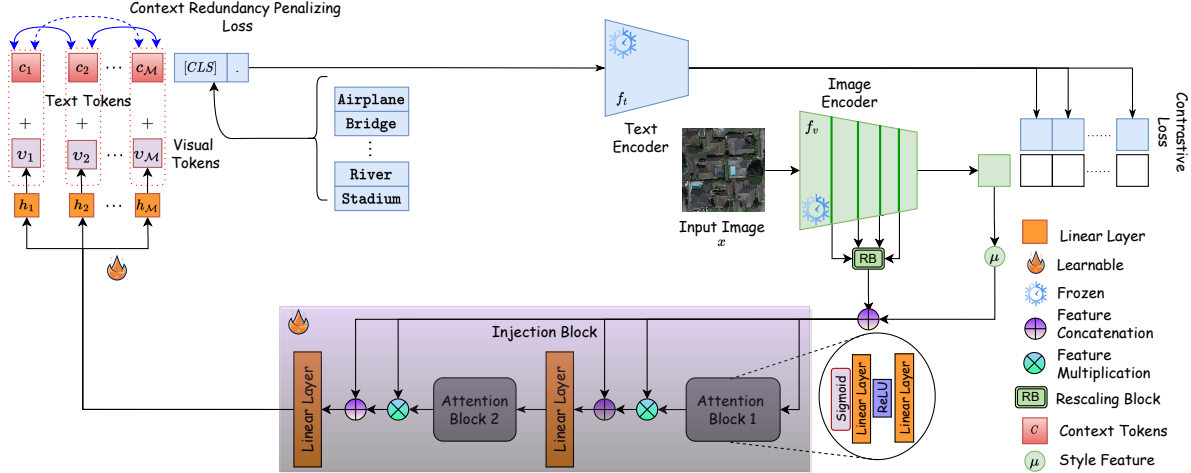 Context Redundancy Penalizing
Loss
c1 c2 ... c𝓜 [CLS] .
Text Tokens
+ + +
v1 v2 ... v𝓜
Visual
Tokens
h1 h2 ... h𝓜
Learnable
Airplane
Bridge
⋮
River
Stadium
f_t
Text
Encoder
Image
Encoder
f_v
Input Image
x
RB
μ
Contrastive
Loss
......
......
Injection Block
Linear Layer
Attention
Block 2
Linear Layer
Attention
Block 1
Sigmoid
Linear Layer
ReLU
Linear Layer
Linear Layer
Learnable
Frozen
Feature
Concatenation
Feature
Multiplication
RB Rescaling Block
C Context Tokens
μ Style Feature